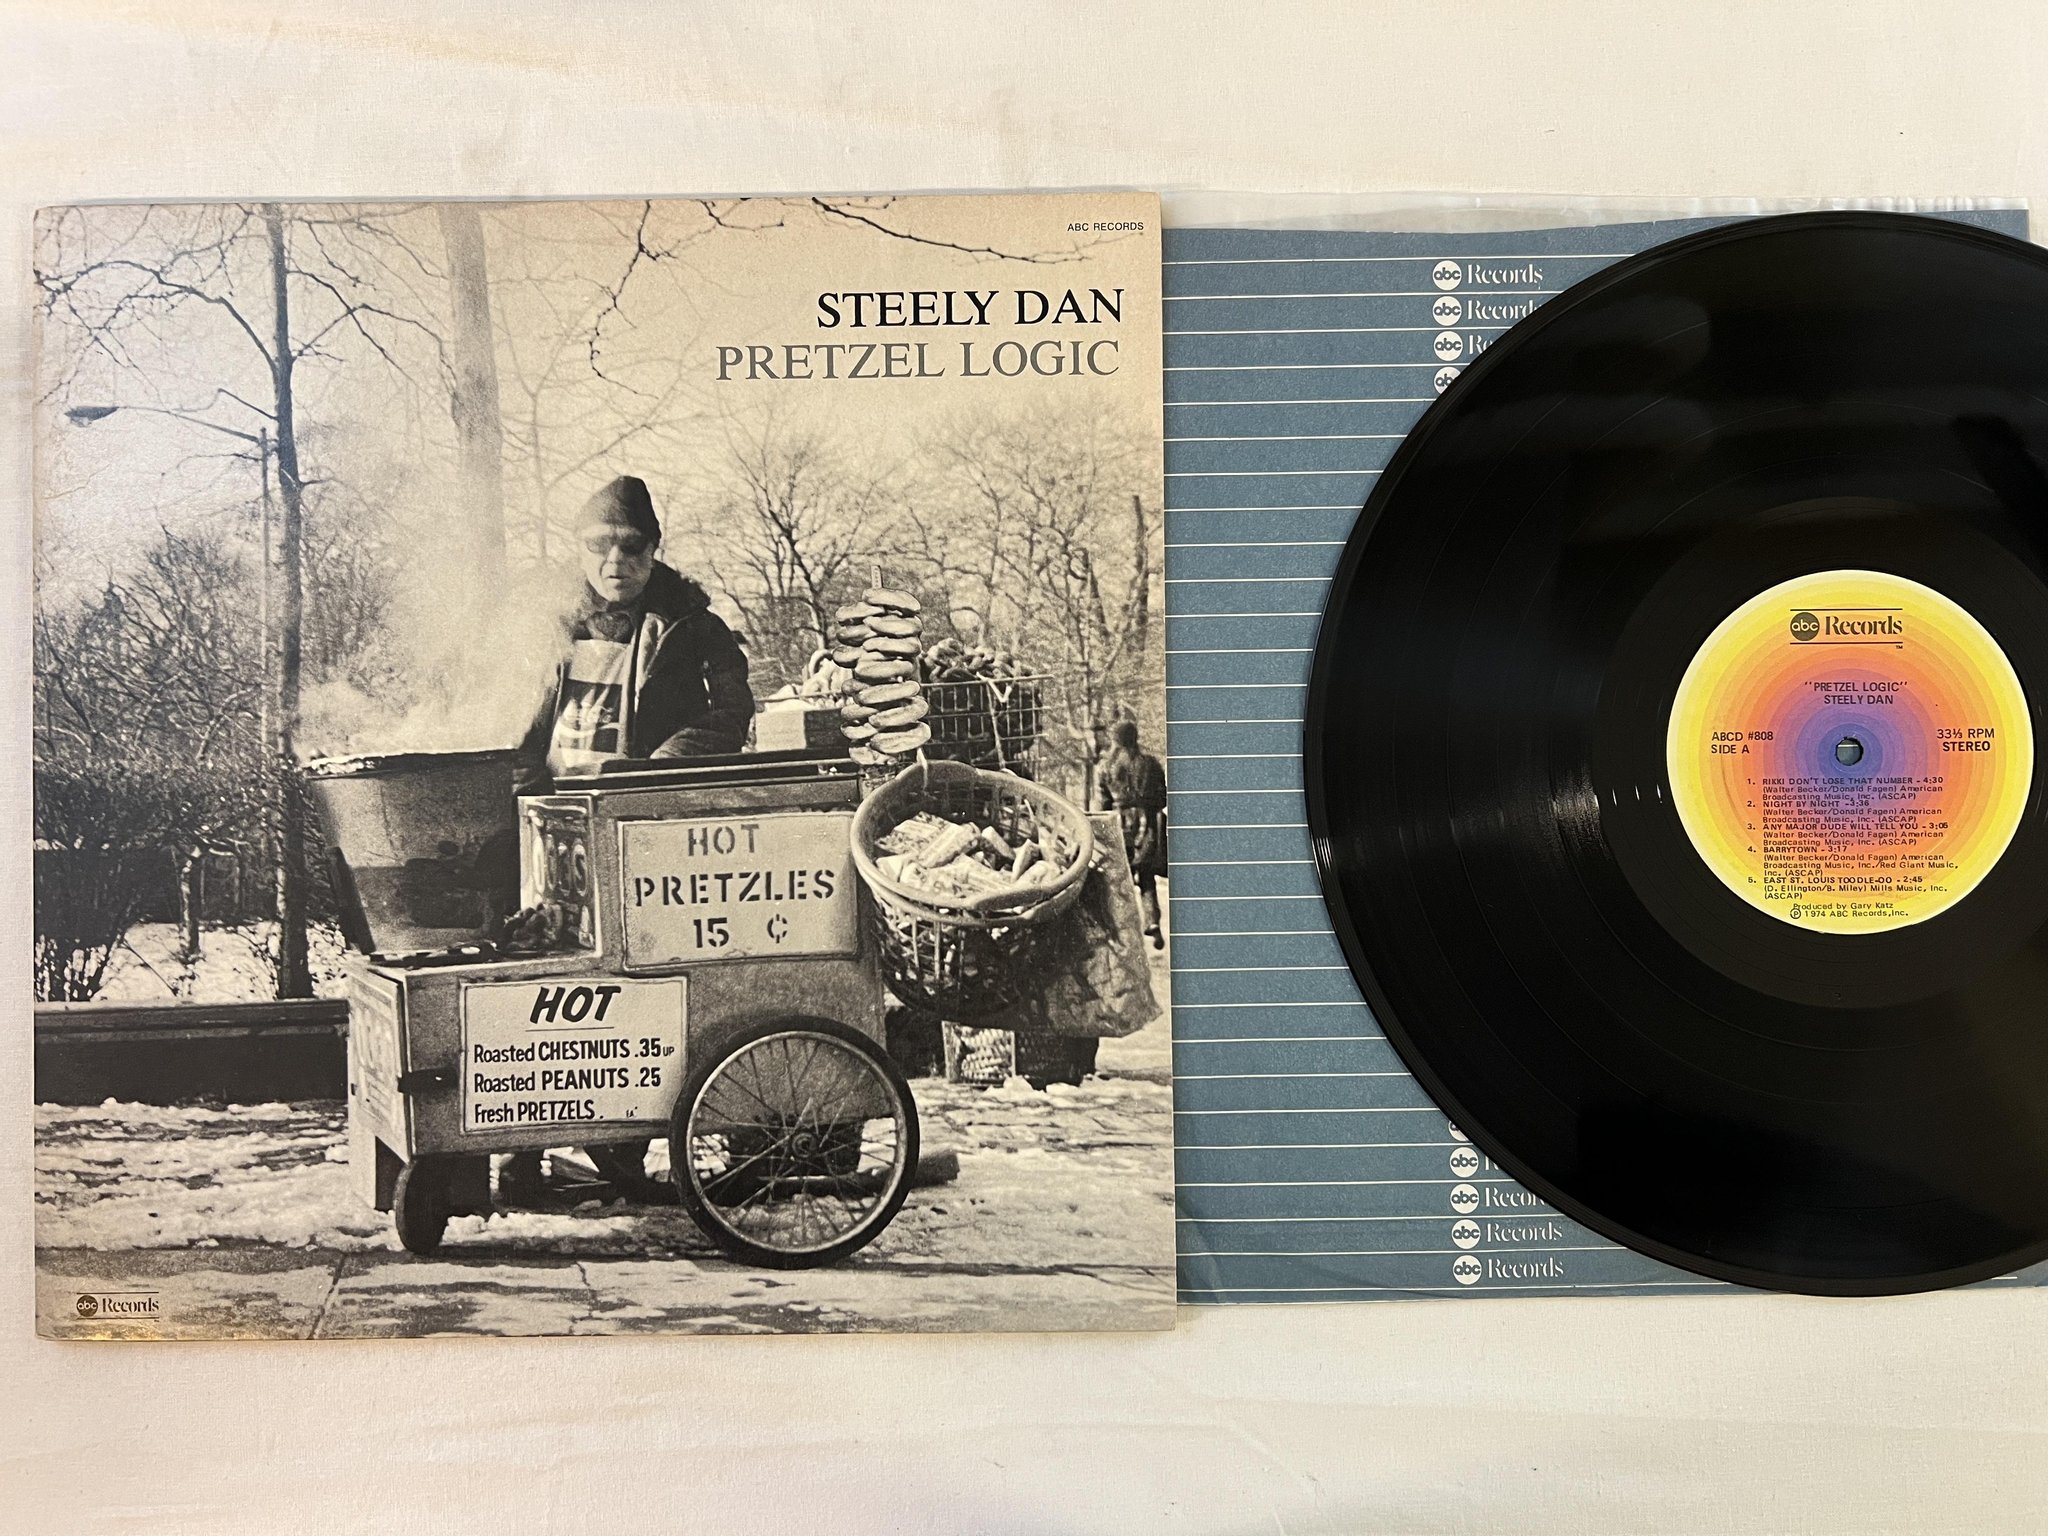 ABC RECORDS
STEELY DAN
PRETZEL LOGIC
HOT
PRETZLES
15 ¢
HOT
Roasted CHESTNUTS .35 UP
Roasted PEANUTS .25
Fresh PRETZELS. EA
abc Records
abc Records
abc Records
abc
abc
abc Records
abc Records
abc Records
TM
"PRETZEL LOGIC"
STEELY DAN
ABCD #808
SIDE A
33⅓ RPM
STEREO
1. RIKKI DON'T LOSE THAT NUMBER - 4:30
(Walter Becker/Donald Fagen) American
Broadcasting Music, Inc. (ASCAP)
2. NIGHT BY NIGHT - 3:36
(Walter Becker/Donald Fagen) American
Broadcasting Music, Inc. (ASCAP)
3. ANY MAJOR DUDE WILL TELL YOU - 3:05
(Walter Becker/Donald Fagen) American
Broadcasting Music, Inc. (ASCAP)
4. BARRYTOWN - 3:17
(Walter Becker/Donald Fagen) American
Broadcasting Music, Inc./Red Giant Music,
Inc. (ASCAP)
5. EAST ST. LOUIS TOODLE-OO - 2:45
(D. Ellington/B. Miley) Mills Music, Inc.
(ASCAP)
Produced by Gary Katz
Ⓟ 1974 ABC Records, Inc.
abc
abc
abc Records
abc Records